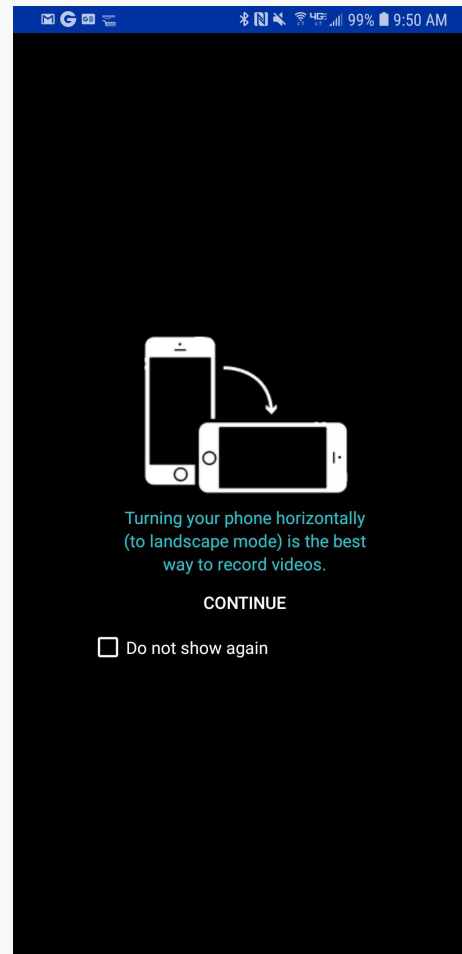 4GE 99% 9:50 AM
Turning your phone horizontally
(to landscape mode) is the best
way to record videos.
CONTINUE
Do not show again